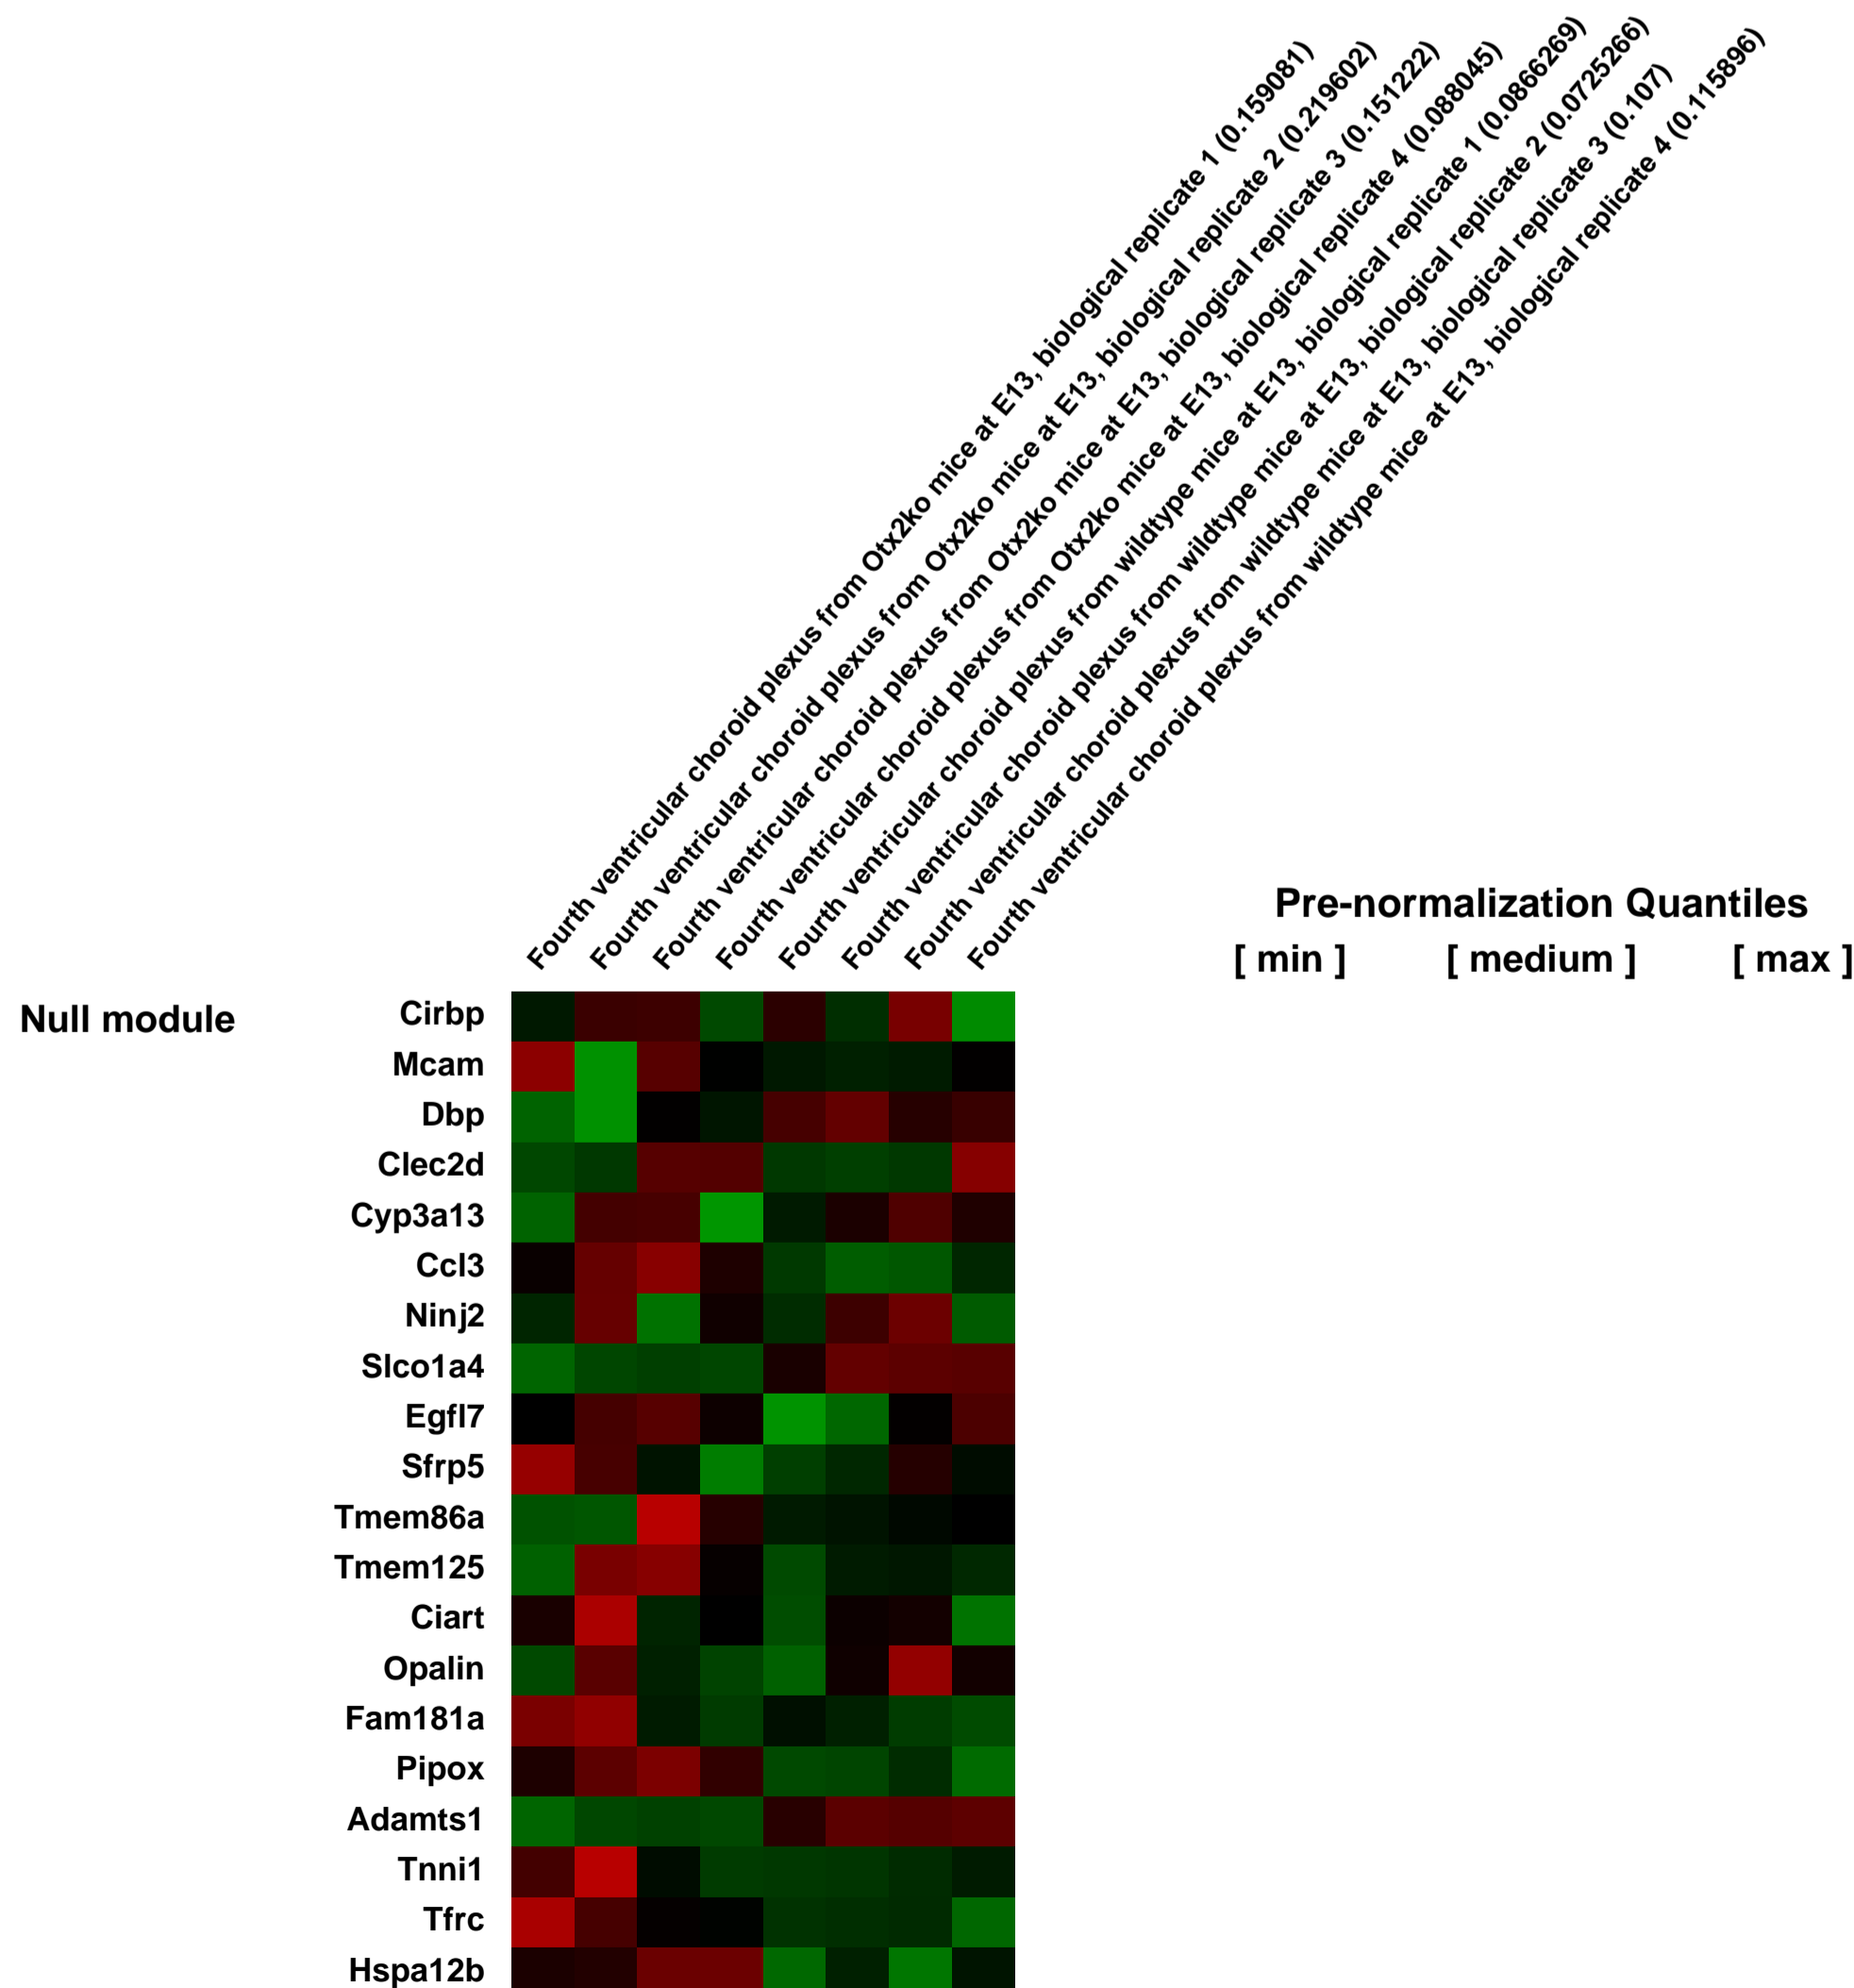 Fourth ventricular choroid plexus from Otx2ko mice at E13, biological replicate 1 (0.159081)
Fourth ventricular choroid plexus from Otx2ko mice at E13, biological replicate 2 (0.219602)
Fourth ventricular choroid plexus from Otx2ko mice at E13, biological replicate 3 (0.151222)
Fourth ventricular choroid plexus from Otx2ko mice at E13, biological replicate 4 (0.088045)
Fourth ventricular choroid plexus from wildtype mice at E13, biological replicate 1 (0.0866269)
Fourth ventricular choroid plexus from wildtype mice at E13, biological replicate 2 (0.0725266)
Fourth ventricular choroid plexus from wildtype mice at E13, biological replicate 3 (0.107)
Fourth ventricular choroid plexus from wildtype mice at E13, biological replicate 4 (0.115896)
Pre-normalization Quantiles
[ min ] [ medium ] [ max ]
Null module
Cirbp
Mcam
Dbp
Clec2d
Cyp3a13
Ccl3
Ninj2
Slco1a4
Egfl7
Sfrp5
Tmem86a
Tmem125
Ciart
Opalin
Fam181a
Pipox
Adamts1
Tnni1
Tfrc
Hspa12b